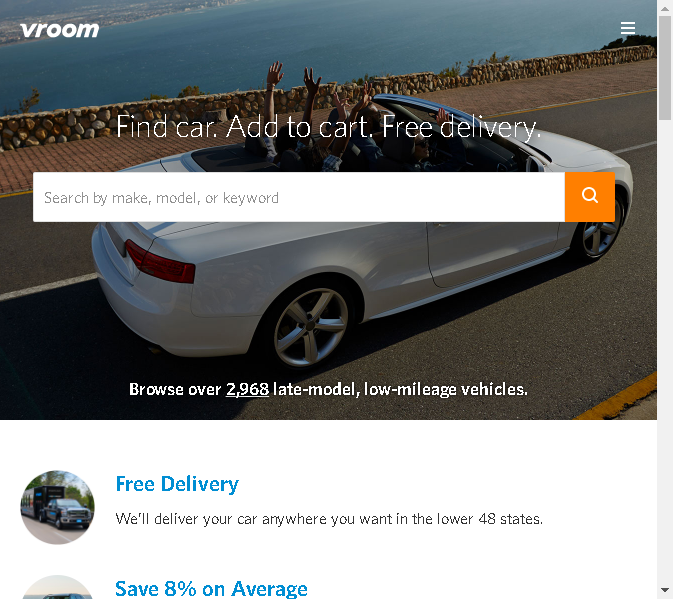 vroom
Find car. Add to cart. Free delivery.
Search by make, model, or keyword
Browse over 2,968 late-model, low-mileage vehicles.
Free Delivery
We'll deliver your car anywhere you want in the lower 48 states.
Save 8% on Average